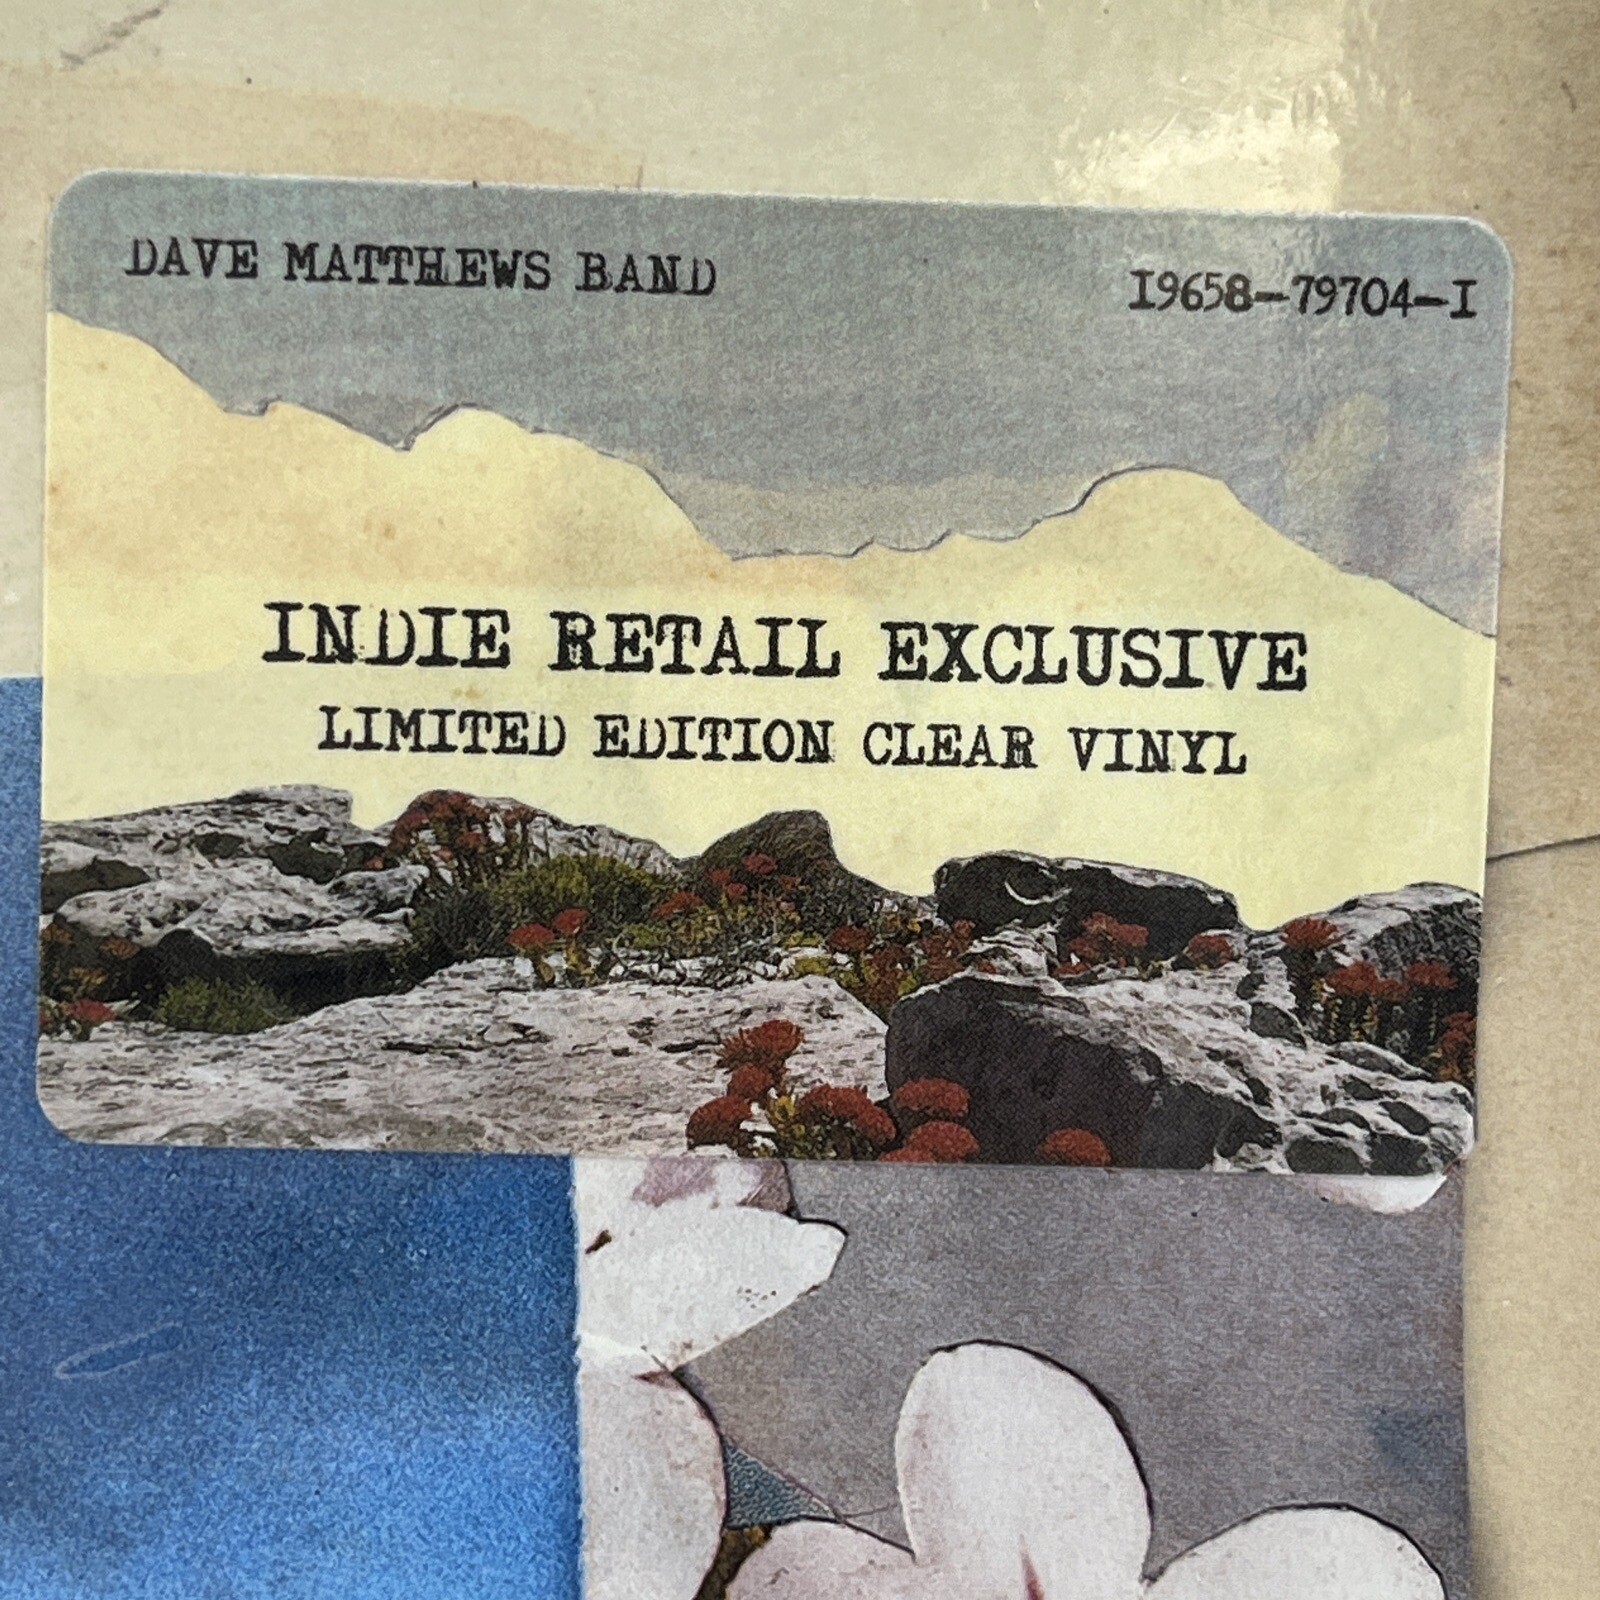 DAVE MATTHEWS BAND
19658-79704-1
INDIE RETAIL EXCLUSIVE
LIMITED EDITION CLEAR VINYL